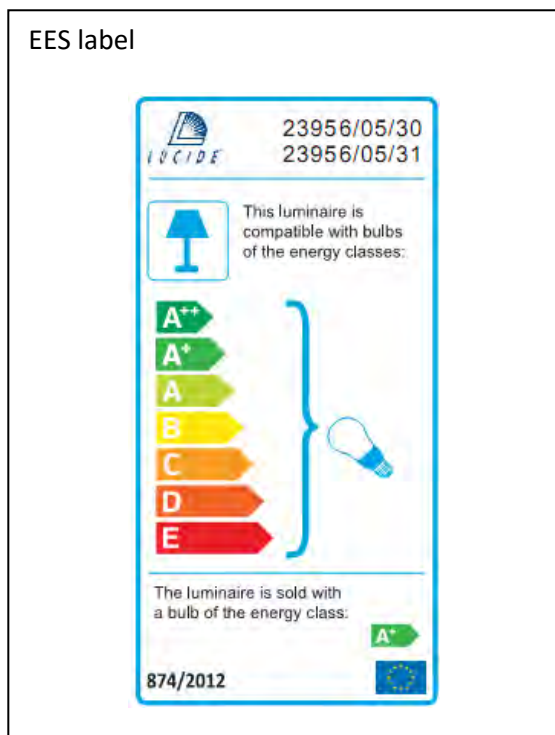 EES label
LUCIDE
23956/05/30
23956/05/31
This luminaire is
compatible with bulbs
of the energy classes:
A++
A+
A
B
C
D
E
The luminaire is sold with
a bulb of the energy class:
A+
874/2012